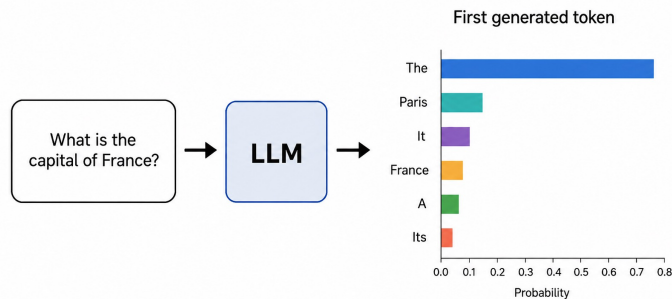 First generated token
What is the
capital of France?
LLM
The
Paris
It
France
A
Its
0.0 0.1 0.2 0.3 0.4 0.5 0.6 0.7 0.8
Probability